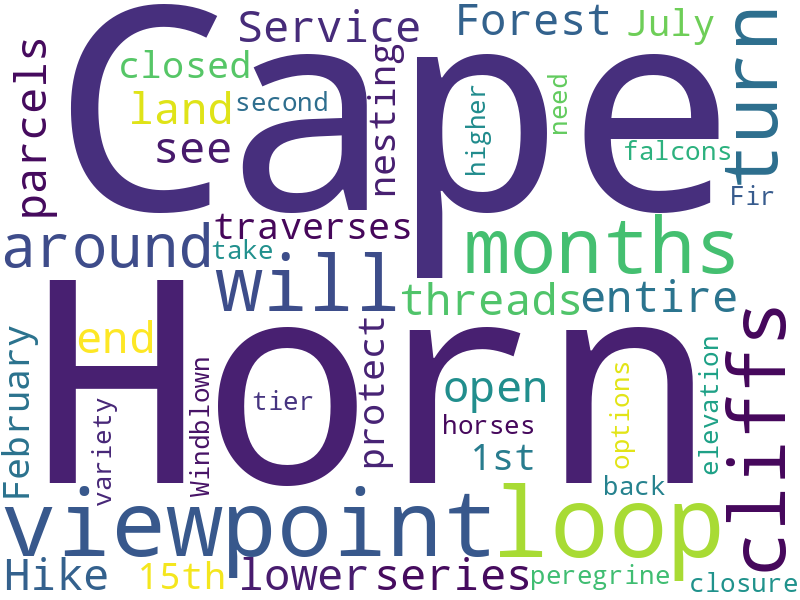 Service
Forest
July
closed
land
second
see
parcels
nesting
Cape
higher
need
falcons
turn
Fir
around
traverses
take
months
will
threads
entire
end
Horn
cliffs
February
variety
Windblown
tier
protect
open
horses
1st
options
elevation
back
viewpoint
loop
Hike
15th
lower
series
peregrine
closure